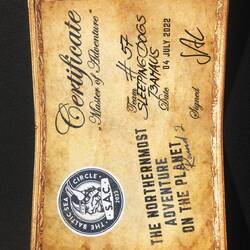 Certificate
"Master of Adventure"
Team # 57
SLEEPING DOGS
Date 04 JULY 2022
Signed
THE BALTIC SEA CIRCLE
2022
S.A.C.
THE NORTHERNMOST
ADVENTURE
ON THE PLANET